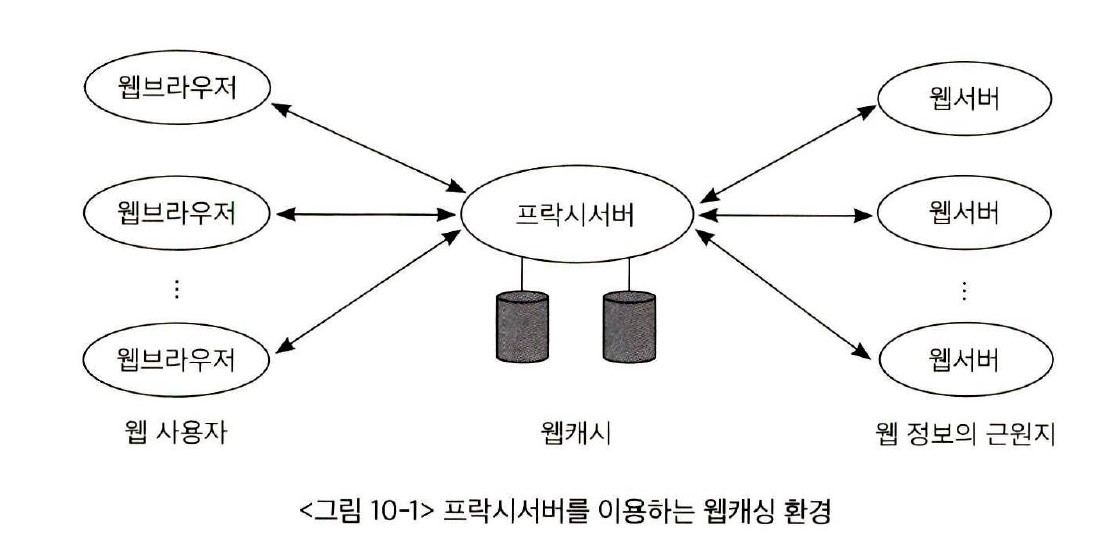 웹브라우저
웹브라우저
⋮
웹브라우저
웹 사용자
프락시서버
웹캐시
웹서버
웹서버
⋮
웹서버
웹 정보의 근원지
<그림 10-1> 프락시서버를 이용하는 웹캐싱 환경